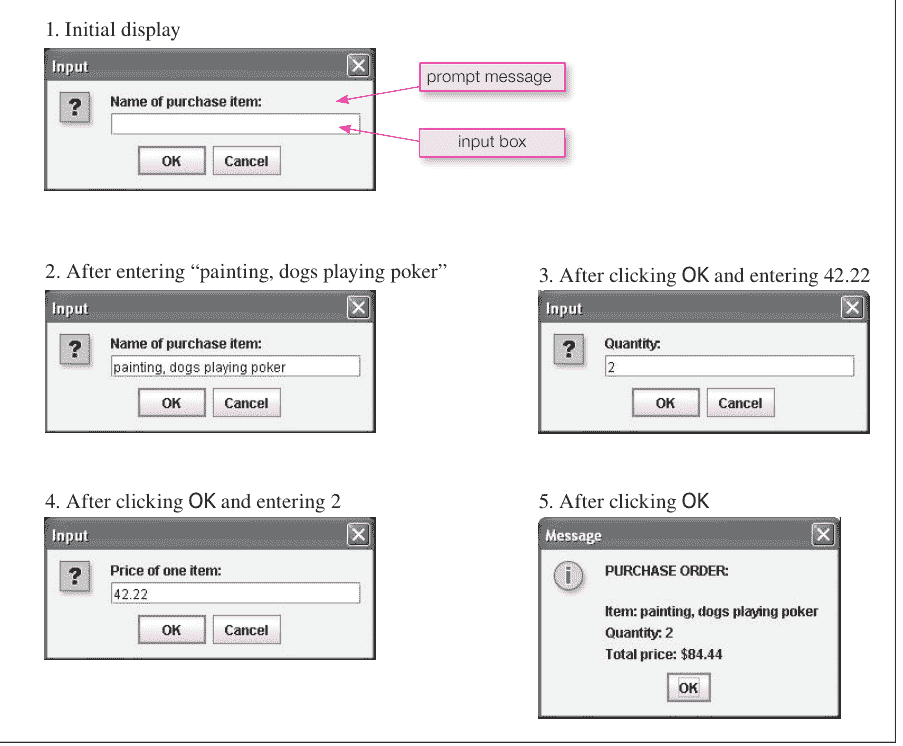 1. Initial display
Input
Name of purchase item:
OK Cancel
prompt message
input box
2. After entering “painting, dogs playing poker”
Input
Name of purchase item:
painting, dogs playing poker
OK Cancel
3. After clicking OK and entering 42.22
Input
Quantity:
2
OK Cancel
4. After clicking OK and entering 2
Input
Price of one item:
42.22
OK Cancel
5. After clicking OK
Message
PURCHASE ORDER:
Item: painting, dogs playing poker
Quantity: 2
Total price: $84.44
OK